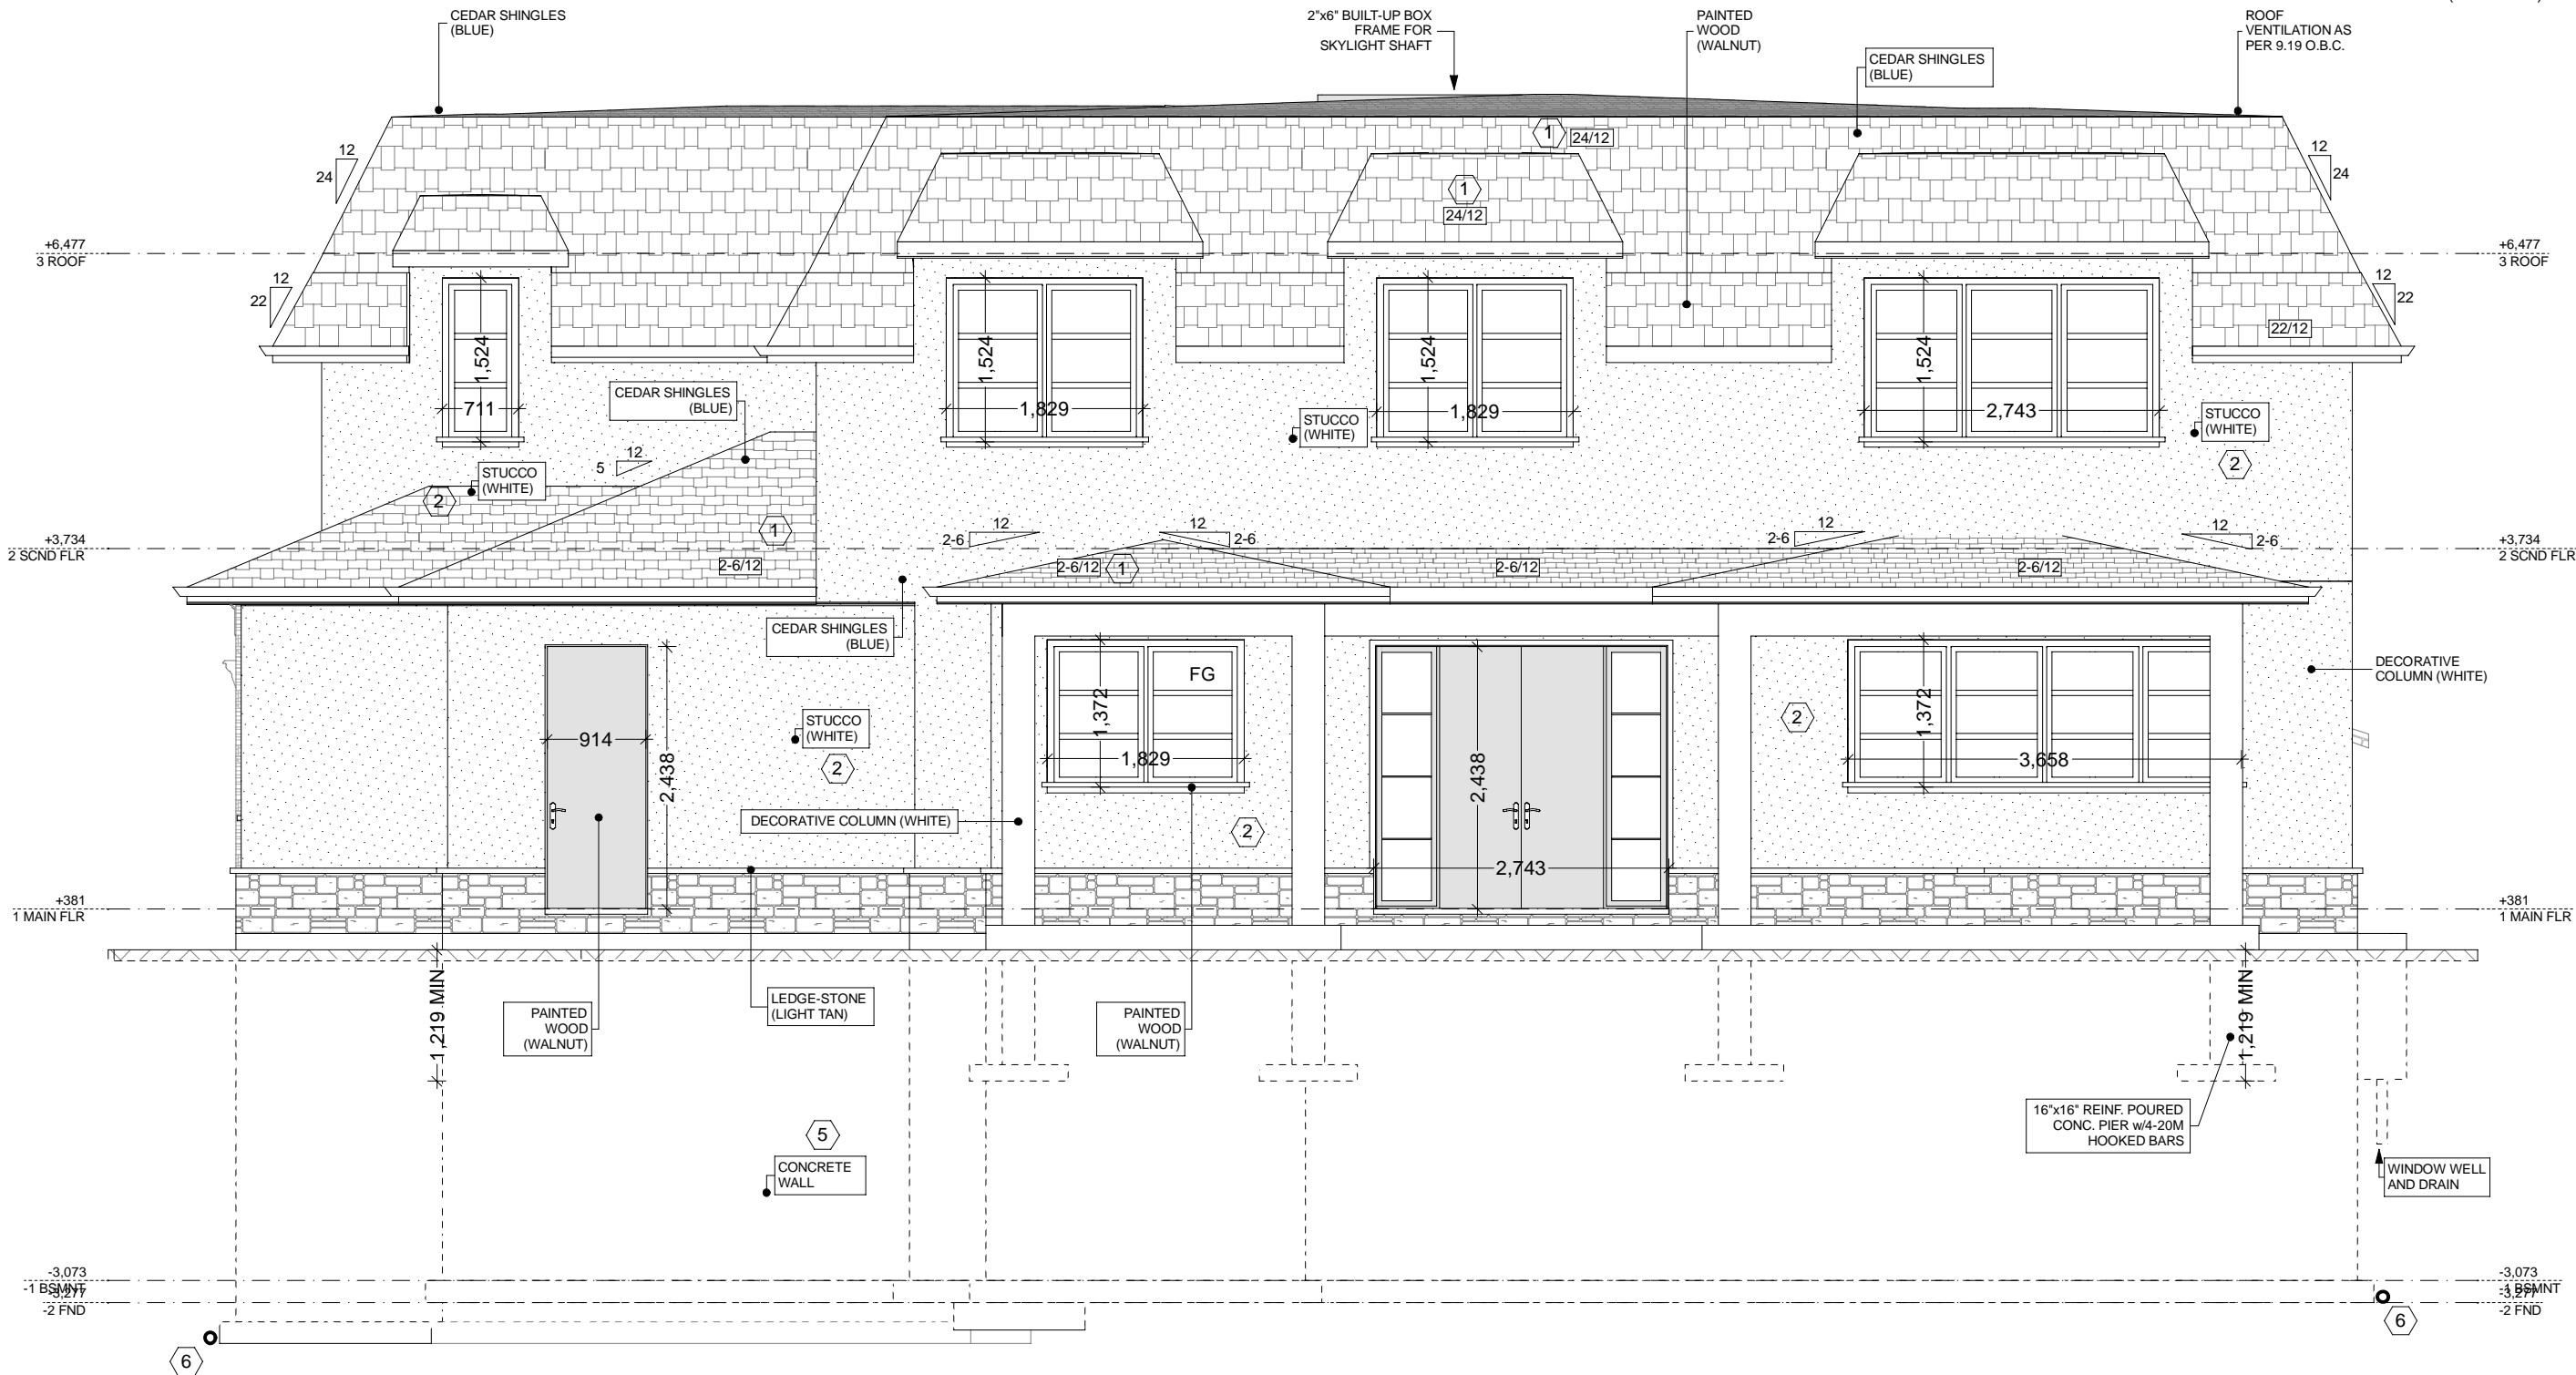 CEDAR SHINGLES
(BLUE)
2"x6" BUILT-UP BOX
FRAME FOR
SKYLIGHT SHAFT
PAINTED
WOOD
(WALNUT)
CEDAR SHINGLES
(BLUE)
ROOF
VENTILATION AS
PER 9.19 O.B.C.
1
24/12
12
24
12
24
1
24/12
+6,477
3 ROOF
+6,477
3 ROOF
12
22
12
22
22/12
1,524
711
1,524
1,829
1,524
1,829
1,524
2,743
CEDAR SHINGLES
(BLUE)
STUCCO
(WHITE)
STUCCO
(WHITE)
2
12
5
STUCCO
(WHITE)
2
1
2-6/12
12
2-6
12
2-6
12
2-6
12
2-6
+3,734
2 SCND FLR
+3,734
2 SCND FLR
2-6/12
1
2-6/12
2-6/12
CEDAR SHINGLES
(BLUE)
DECORATIVE
COLUMN (WHITE)
FG
1,372
1,829
1,372
3,658
2
914
2,438
STUCCO
(WHITE)
2
2,438
2,743
DECORATIVE COLUMN (WHITE)
2
+381
1 MAIN FLR
+381
1 MAIN FLR
1,219 MIN
1,219 MIN
PAINTED
WOOD
(WALNUT)
LEDGE-STONE
(LIGHT TAN)
PAINTED
WOOD
(WALNUT)
16"x16" REINF. POURED
CONC. PIER w/4-20M
HOOKED BARS
5
CONCRETE
WALL
WINDOW WELL
AND DRAIN
-3,073
-1 BSMNT
-3,277
-2 FND
-3,073
-1 BSMNT
-3,277
-2 FND
6
6